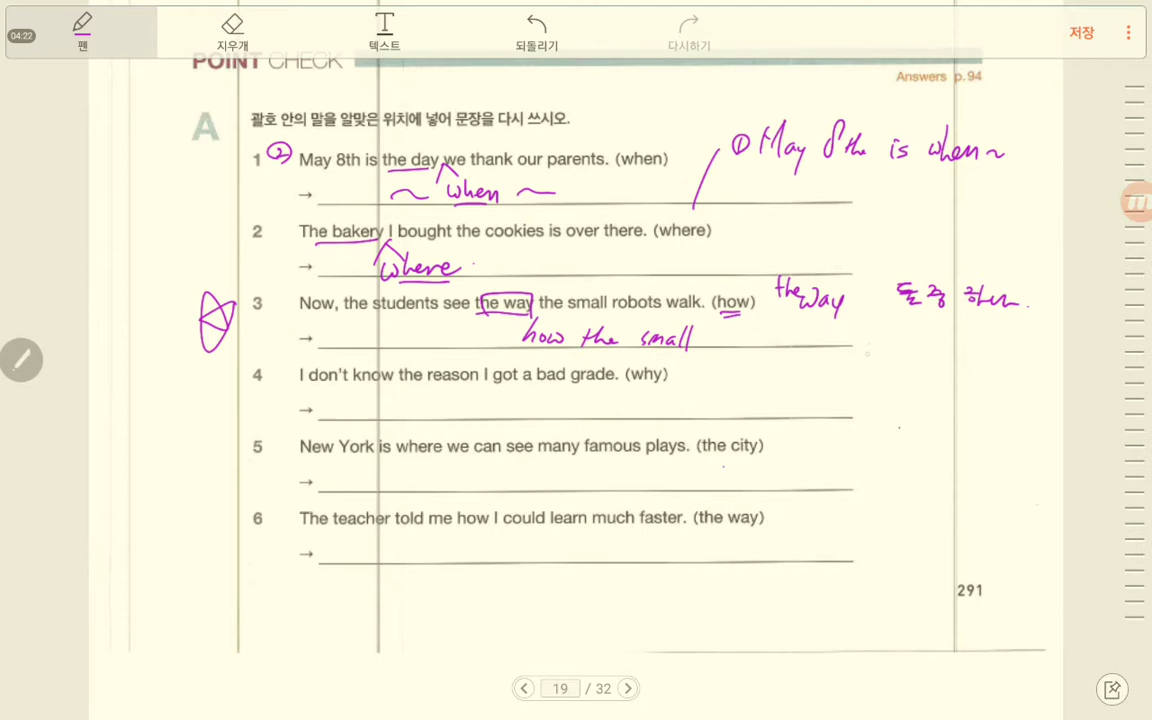 04:22
펜
지우개
텍스트
되돌리기
다시하기
저장
POINT CHECK
Answers p.94
A 괄호 안의 말을 알맞은 위치에 넣어 문장을 다시 쓰시오.
① May 8th is when ~
1 ② May 8th is the day we thank our parents. (when)
→ ~ when ~
2 The bakery I bought the cookies is over there. (where)
→ where
3 Now, the students see the way the small robots walk. (how) the way 둘 중 하나
→ how the small
4 I don't know the reason I got a bad grade. (why)
→
5 New York is where we can see many famous plays. (the city)
→
6 The teacher told me how I could learn much faster. (the way)
→
291
19 / 32